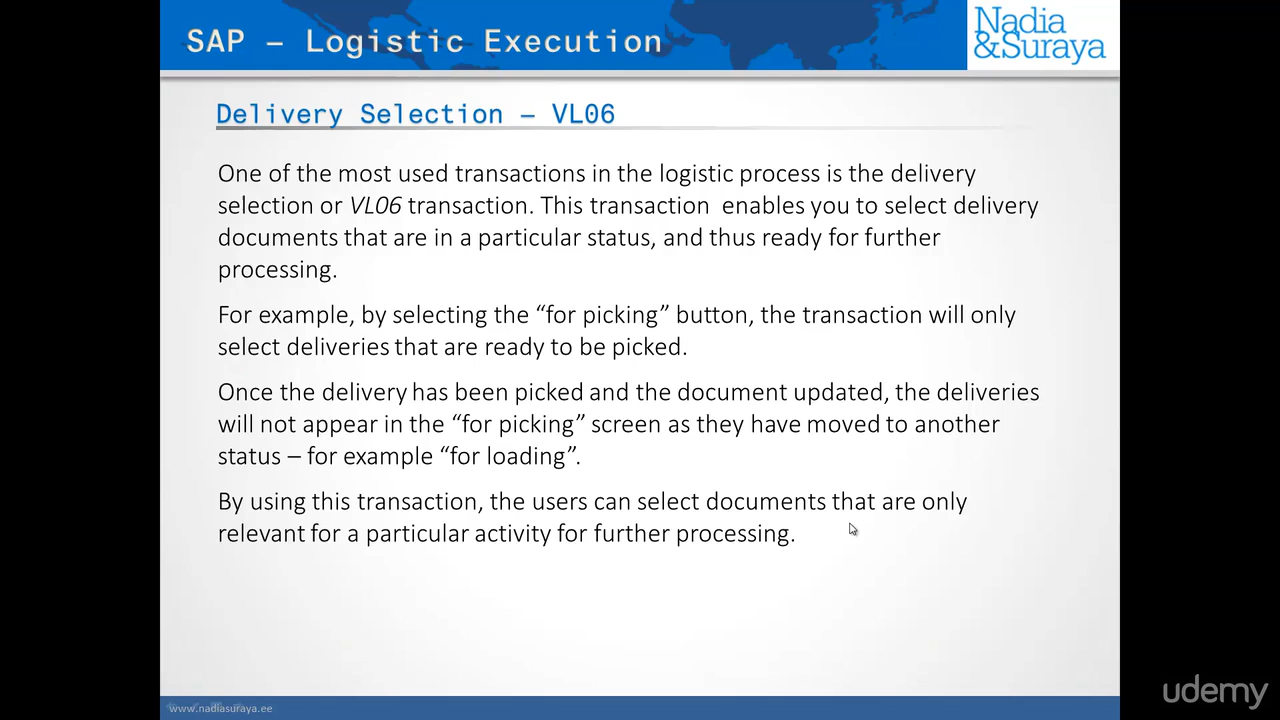 SAP – Logistic Execution
Nadia
&Suraya
Delivery Selection – VL06
One of the most used transactions in the logistic process is the delivery
selection or VL06 transaction. This transaction enables you to select delivery
documents that are in a particular status, and thus ready for further
processing.
For example, by selecting the “for picking” button, the transaction will only
select deliveries that are ready to be picked.
Once the delivery has been picked and the document updated, the deliveries
will not appear in the “for picking” screen as they have moved to another
status – for example “for loading”.
By using this transaction, the users can select documents that are only
relevant for a particular activity for further processing.
www.nadiasuraya.ee
udemy